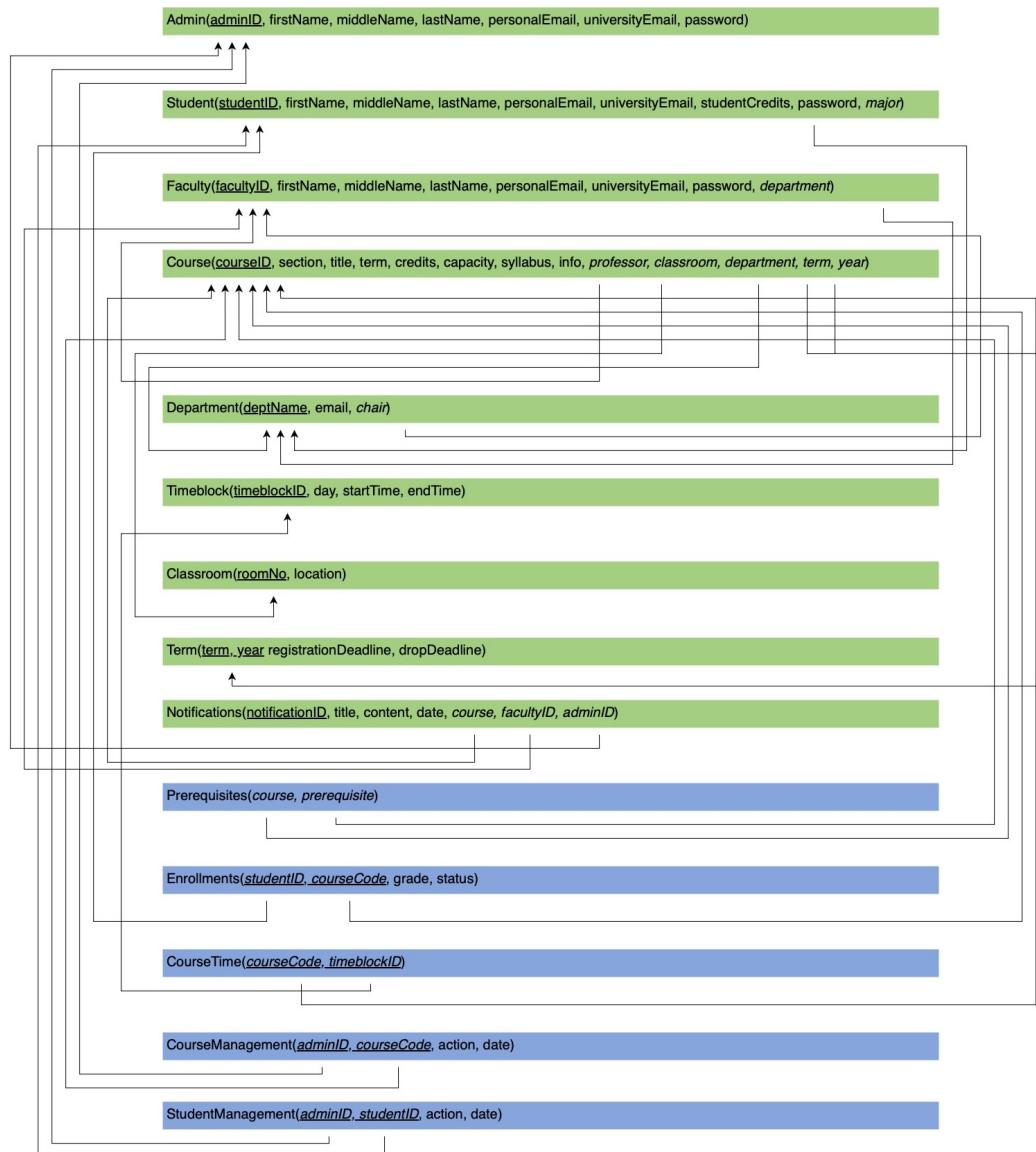 Admin(adminID, firstName, middleName, lastName, personalEmail, universityEmail, password)
Student(studentID, firstName, middleName, lastName, personalEmail, universityEmail, studentCredits, password, major)
Faculty(facultyID, firstName, middleName, lastName, personalEmail, universityEmail, password, department)
Course(courseID, section, title, term, credits, capacity, syllabus, info, professor, classroom, department, term, year)
Department(deptName, email, chair)
Timeblock(timeblockID, day, startTime, endTime)
Classroom(roomNo, location)
Term(term, year registrationDeadline, dropDeadline)
Notifications(notificationID, title, content, date, course, facultyID, adminID)
Prerequisites(course, prerequisite)
Enrollments(studentID, courseCode, grade, status)
CourseTime(courseCode, timeblockID)
CourseManagement(adminID, courseCode, action, date)
StudentManagement(adminID, studentID, action, date)